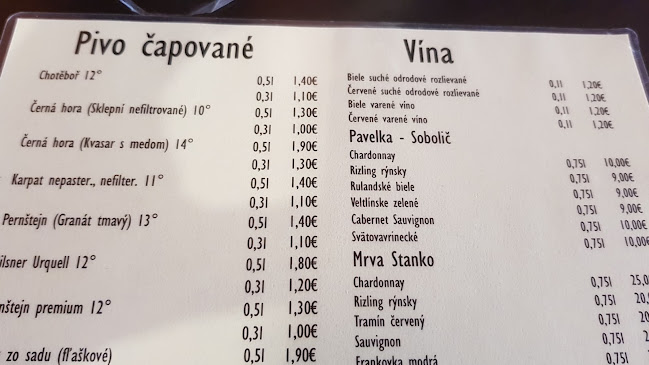 Pivo čapované
Chotěboř 12° 0,5l 1,40€
0,3l 1,10€
Černá hora (Sklepní nefiltrované) 10° 0,5l 1,30€
0,3l 1,00€
Černá hora (Kvasar s medom) 14° 0,5l 1,90€
0,3l 1,30€
Karpat nepaster., nefilter. 11° 0,5l 1,40€
0,3l 1,10€
Pernštejn (Granát tmavý) 13° 0,5l 1,40€
0,3l 1,10€
ilsner Urquell 12° 0,5l 1,80€
0,3l 1,20€
nštejn premium 12° 0,5l 1,30€
0,3l 1,00€
zo sadu (fľaškové) 0,5l 1,90€
Vína
Biele suché odrodové rozlievané 0,1l 1,20€
Červené suché odrodové rozlievané 0,1l 1,20€
Biele varené víno 0,1l 1,20€
Červené varené víno 0,1l 1,20€
Pavelka - Sobolič
Chardonnay 0,75l 10,00€
Rizling rýnsky 0,75l 9,00€
Rulandské biele 0,75l 9,00€
Veltlínske zelené 0,75l 9,00€
Cabernet Sauvignon 0,75l 10,00€
Svätovavrinecké 0,75l 10,00€
Mrva Stanko
Chardonnay 0,75l 25,0
Rizling rýnsky 0,75l 20,
Tramín červený 0,75l 20
Sauvignon 0,75l 2
Frankovka modrá 0,75l